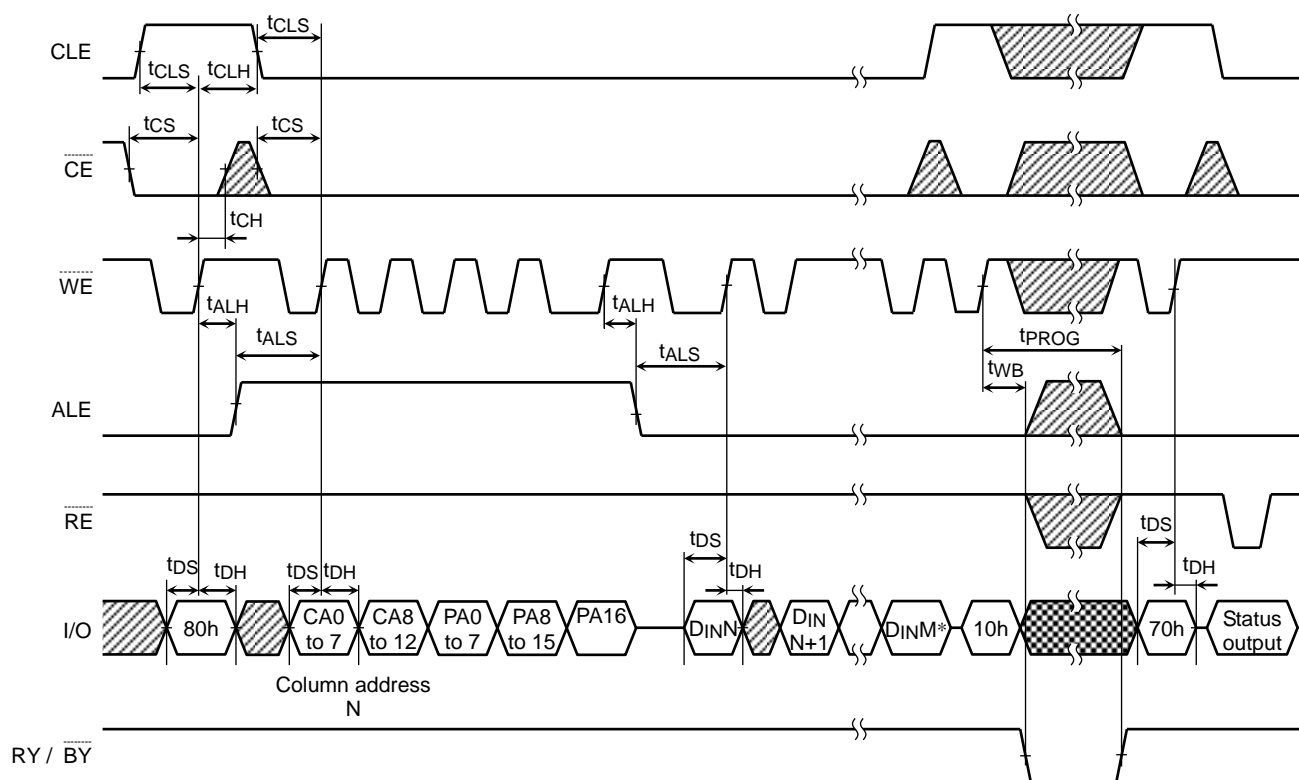 CLE
tCLS
tCLS
tCLH
CE
tCS
tCS
tCH
WE
tALH
tALS
tALH
tALS
tPROG
tWB
ALE
RE
tDS
tDH
tDS
tDH
tDS
tDH
tDS
tDH
I/O
80h
CA0
to 7
CA8
to 12
PA0
to 7
PA8
to 15
PA16
DINN
DIN
N+1
DINM*
10h
70h
Status
output
Column address
N
RY / BY